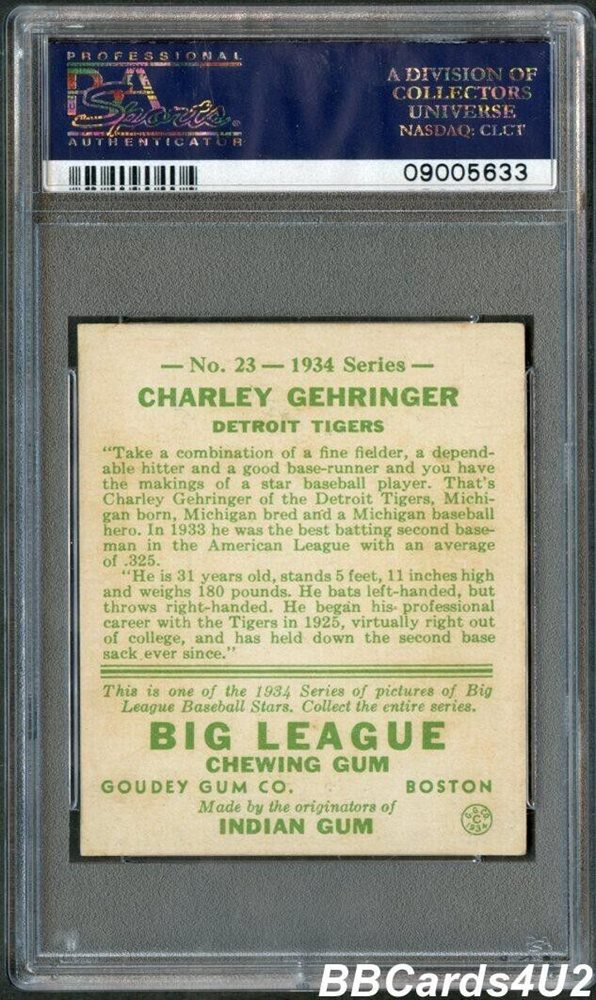 PROFESSIONAL
PSA
Sports
AUTHENTICATOR
A DIVISION OF
COLLECTORS
UNIVERSE
NASDAQ: CLCT
09005633
— No. 23 — 1934 Series —
CHARLEY GEHRINGER
DETROIT TIGERS
"Take a combination of a fine fielder, a depend-
able hitter and a good base-runner and you have
the makings of a star baseball player. That's
Charley Gehringer of the Detroit Tigers, Michi-
gan born, Michigan bred and a Michigan baseball
hero. In 1933 he was the best batting second base-
man in the American League with an average
of .325.
"He is 31 years old, stands 5 feet, 11 inches high
and weighs 180 pounds. He bats left-handed, but
throws right-handed. He began his professional
career with the Tigers in 1925, virtually right out
of college, and has held down the second base
sack ever since."
This is one of the 1934 Series of pictures of Big
League Baseball Stars. Collect the entire series.
BIG LEAGUE
CHEWING GUM
GOUDEY GUM CO. BOSTON
Made by the originators of
INDIAN GUM
G.G.CO.
C
1934
BBCards4U2